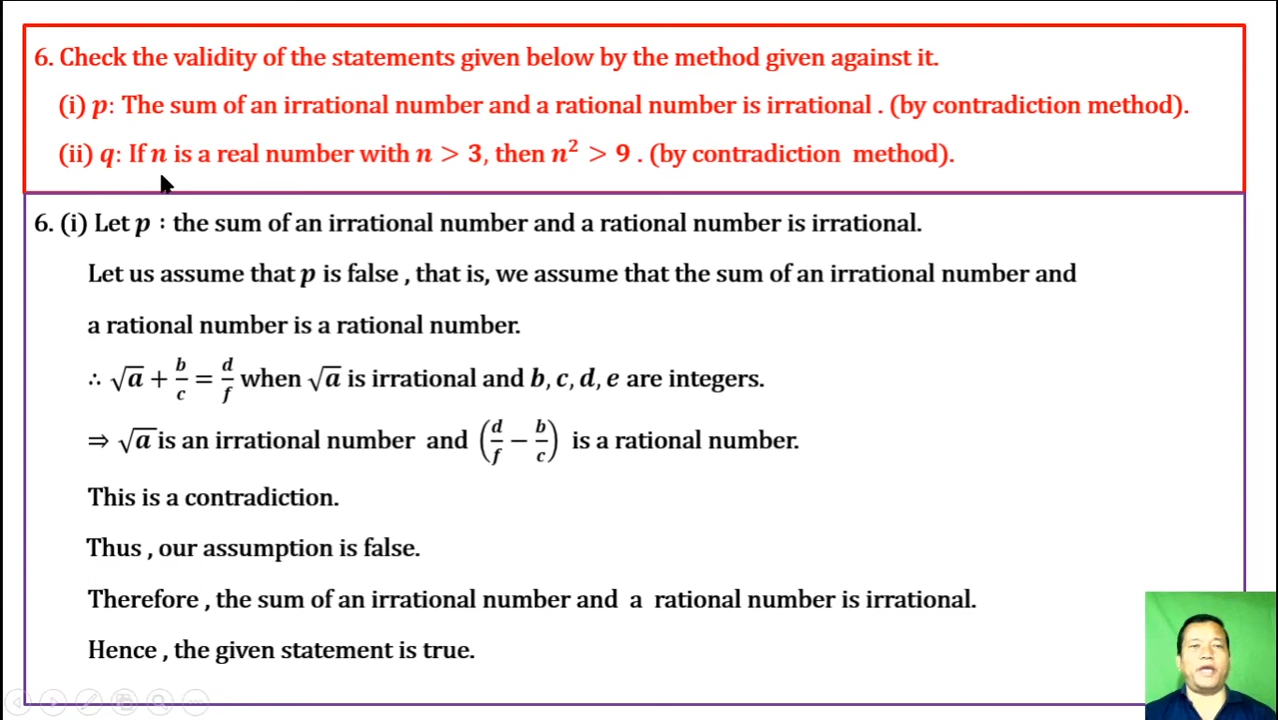 6. Check the validity of the statements given below by the method given against it.
(i) p: The sum of an irrational number and a rational number is irrational . (by contradiction method).
(ii) q: If n is a real number with n > 3, then n² > 9 . (by contradiction method).
6. (i) Let p : the sum of an irrational number and a rational number is irrational.
Let us assume that p is false , that is, we assume that the sum of an irrational number and
a rational number is a rational number.
∴ √a + b/c = d/f when √a is irrational and b, c, d, e are integers.
⇒ √a is an irrational number and (d/f − b/c) is a rational number.
This is a contradiction.
Thus , our assumption is false.
Therefore , the sum of an irrational number and a rational number is irrational.
Hence , the given statement is true.